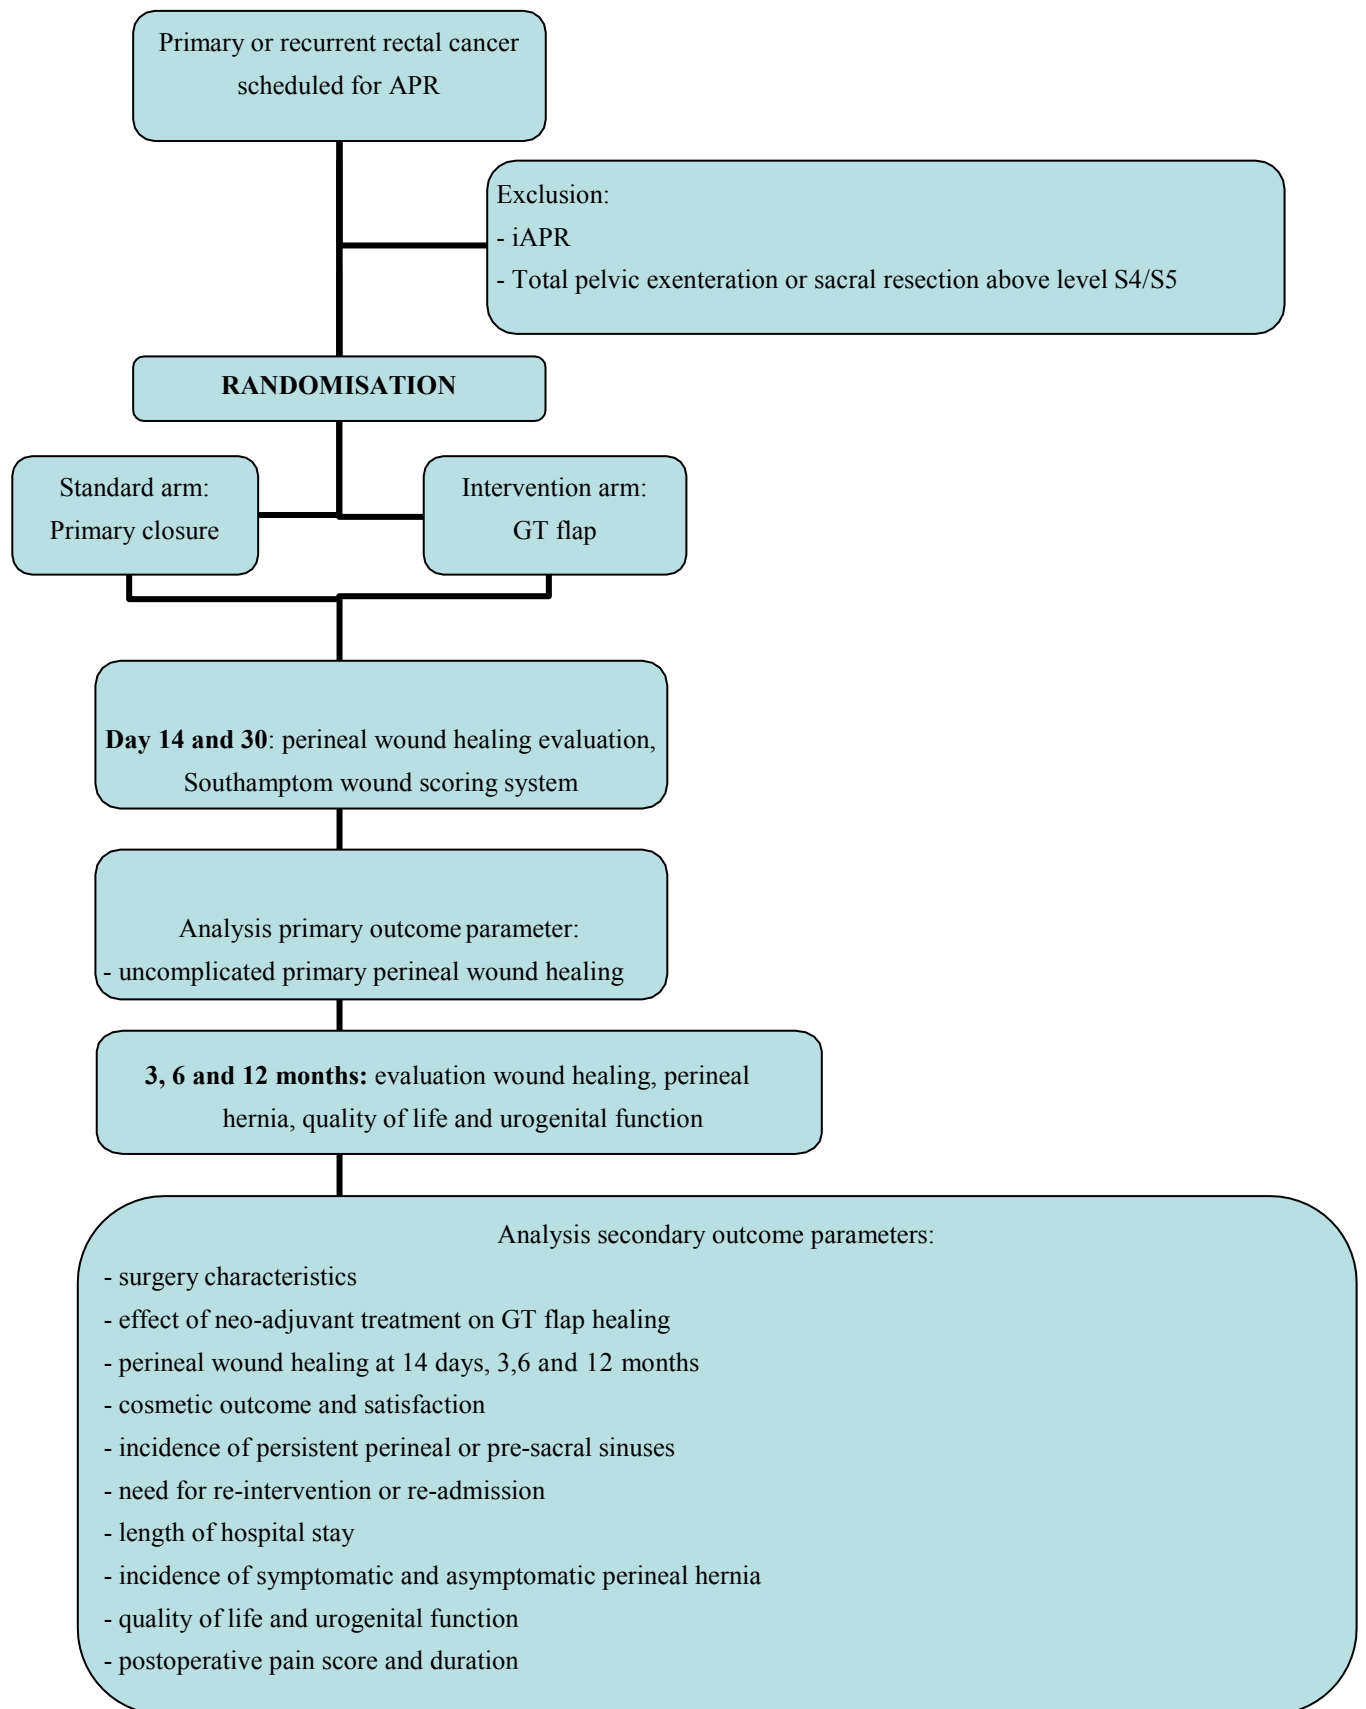 Primary or recurrent rectal cancer
scheduled for APR
Exclusion:
- iAPR
- Total pelvic exenteration or sacral resection above level S4/S5
RANDOMISATION
Standard arm:
Primary closure
Intervention arm:
GT flap
Day 14 and 30: perineal wound healing evaluation,
Southamptom wound scoring system
Analysis primary outcome parameter:
- uncomplicated primary perineal wound healing
3, 6 and 12 months: evaluation wound healing, perineal
hernia, quality of life and urogenital function
Analysis secondary outcome parameters:
- surgery characteristics
- effect of neo-adjuvant treatment on GT flap healing
- perineal wound healing at 14 days, 3,6 and 12 months
- cosmetic outcome and satisfaction
- incidence of persistent perineal or pre-sacral sinuses
- need for re-intervention or re-admission
- length of hospital stay
- incidence of symptomatic and asymptomatic perineal hernia
- quality of life and urogenital function
- postoperative pain score and duration